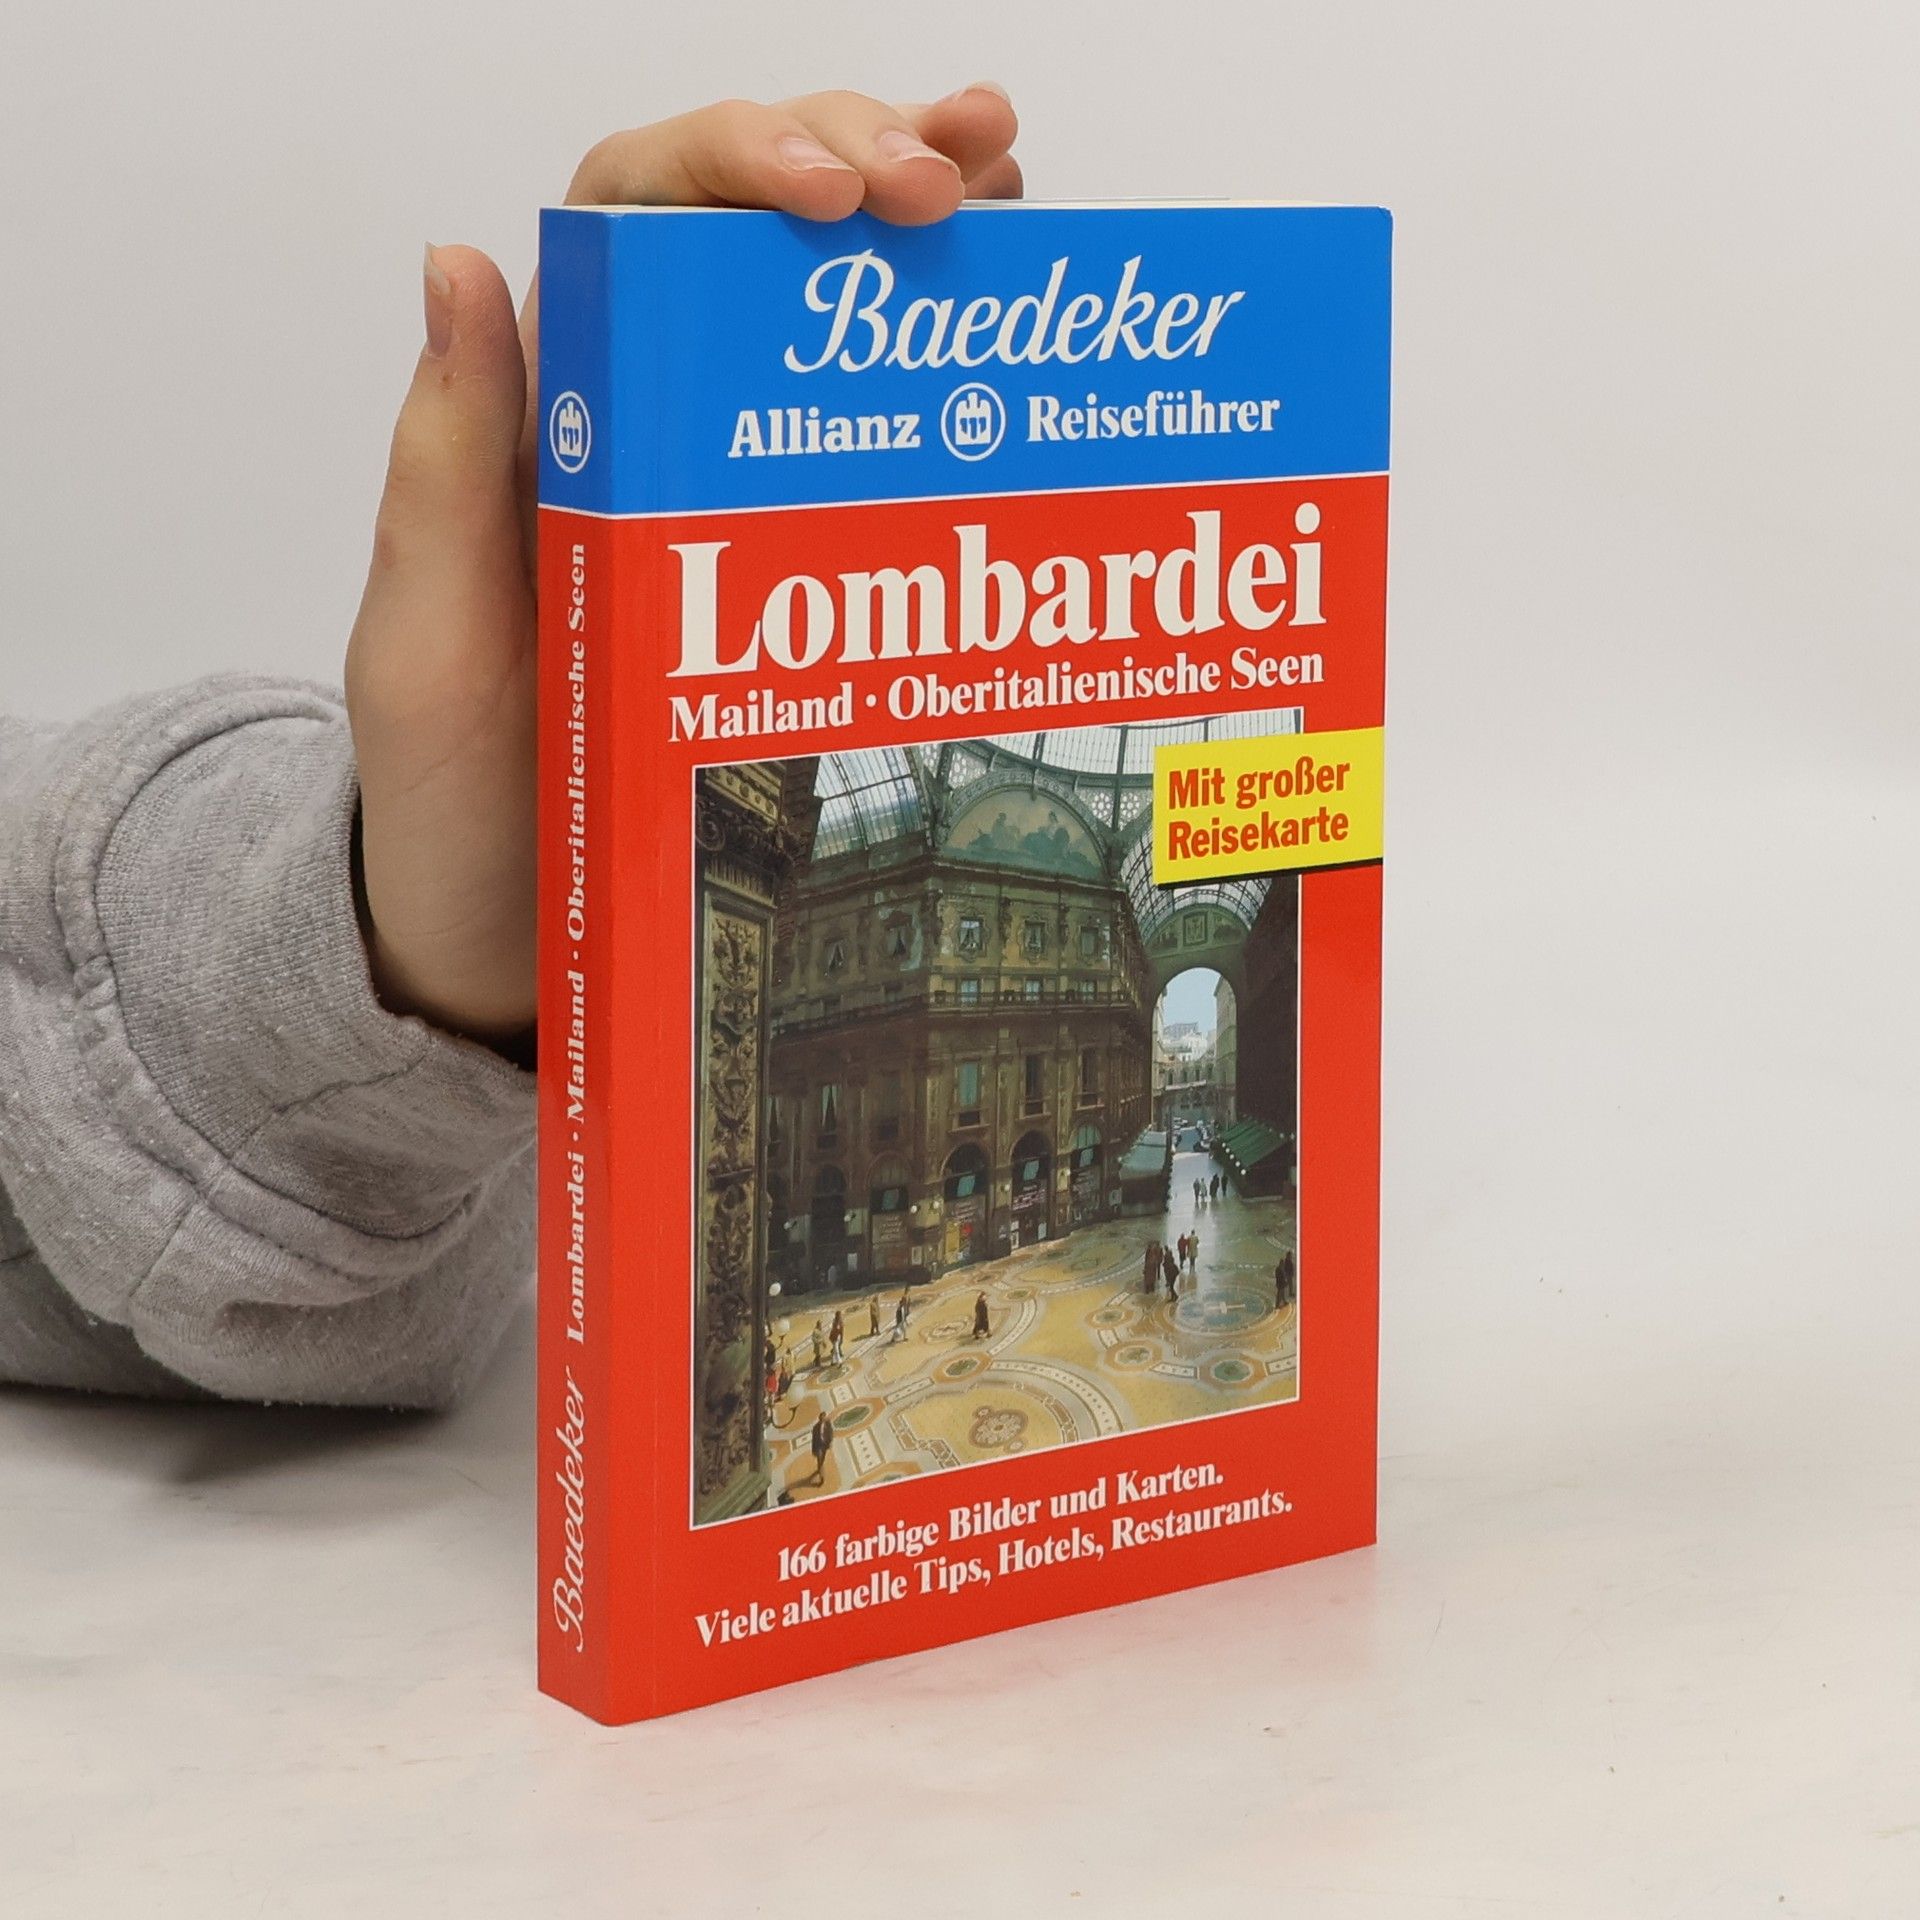 Baedeker
Allianz Reiseführer
Lombardei
Mailand · Oberitalienische Seen
Mit großer
Reisekarte
166 farbige Bilder und Karten.
Viele aktuelle Tips, Hotels, Restaurants.
Baedeker Lombardei · Mailand · Oberitalienische Seen